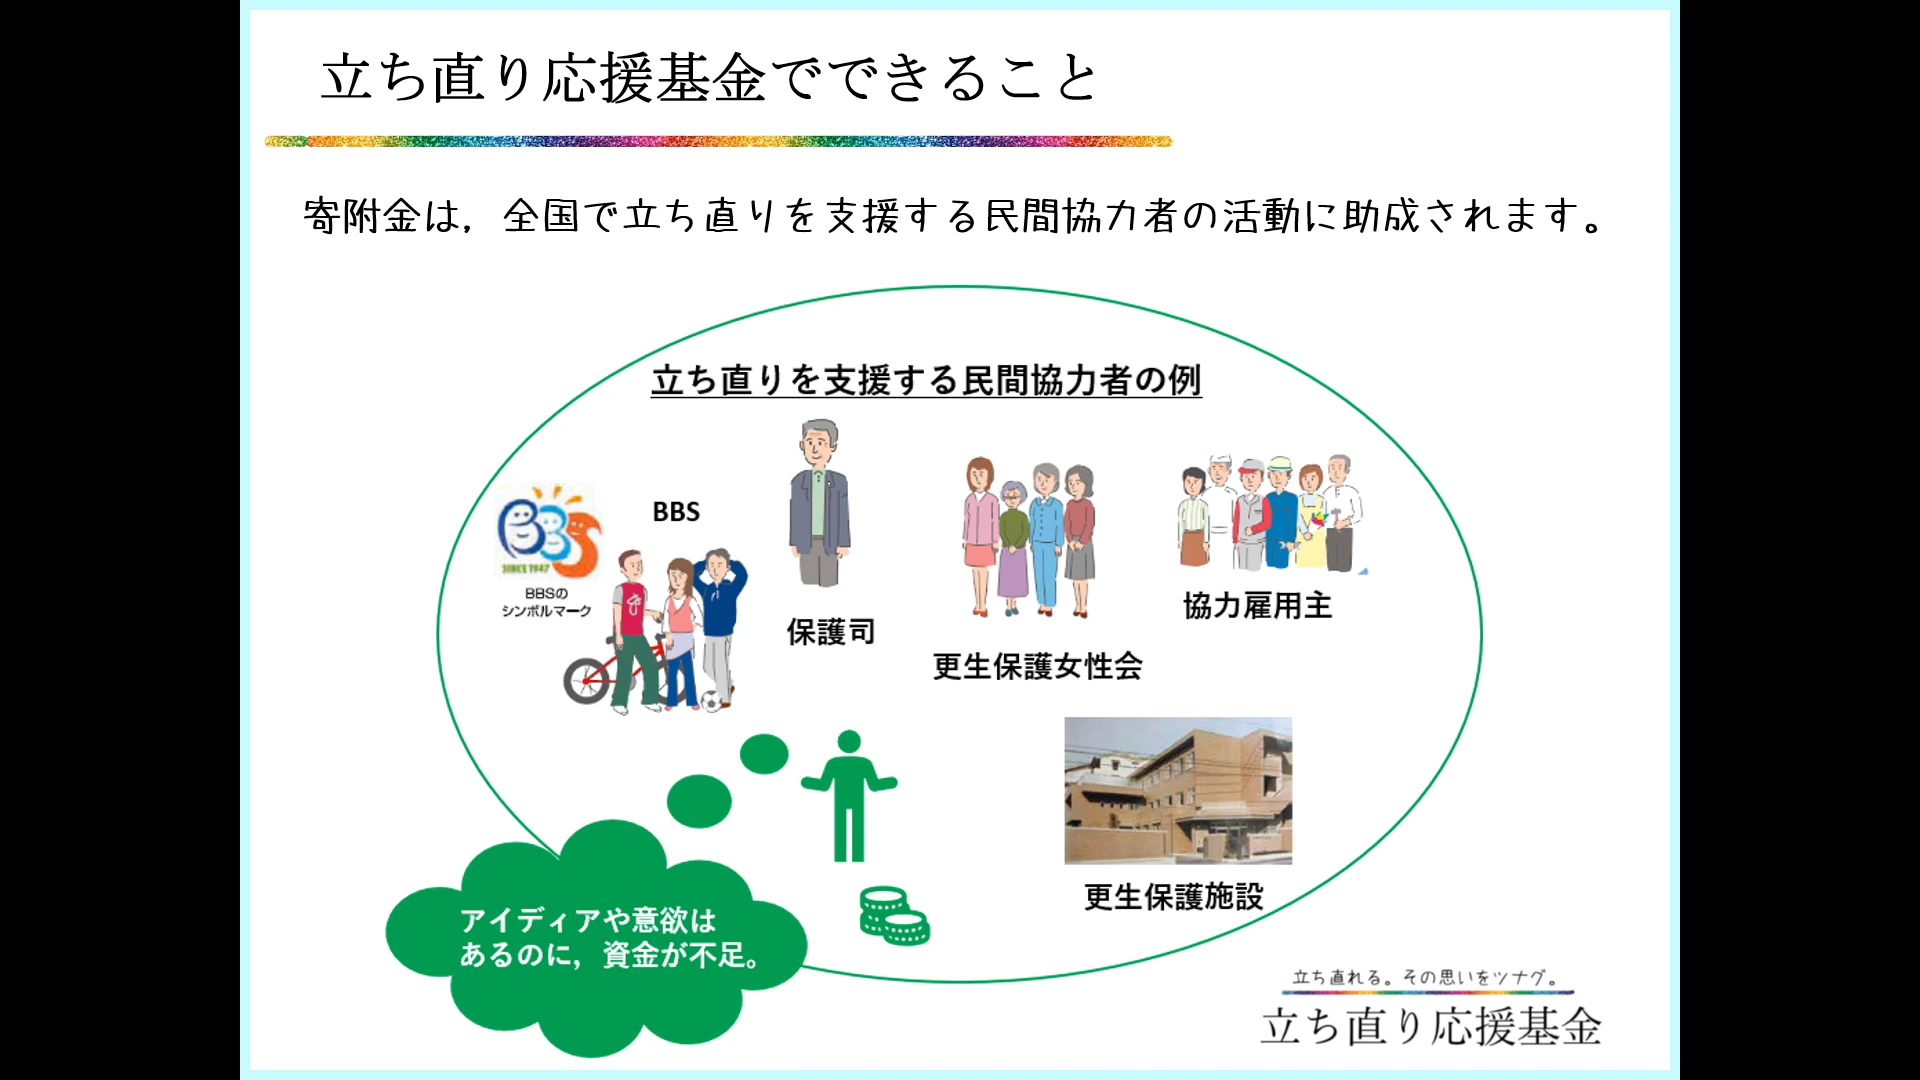 立ち直り応援基金でできること
寄附金は，全国で立ち直りを支援する民間協力者の活動に助成されます。
立ち直りを支援する民間協力者の例
BBS
BBS
SINCE 1947
BBSの
シンボルマーク
保護司
更生保護女性会
協力雇用主
更生保護施設
アイディアや意欲は
あるのに，資金が不足。
立ち直れる。その思いをツナグ。
立ち直り応援基金